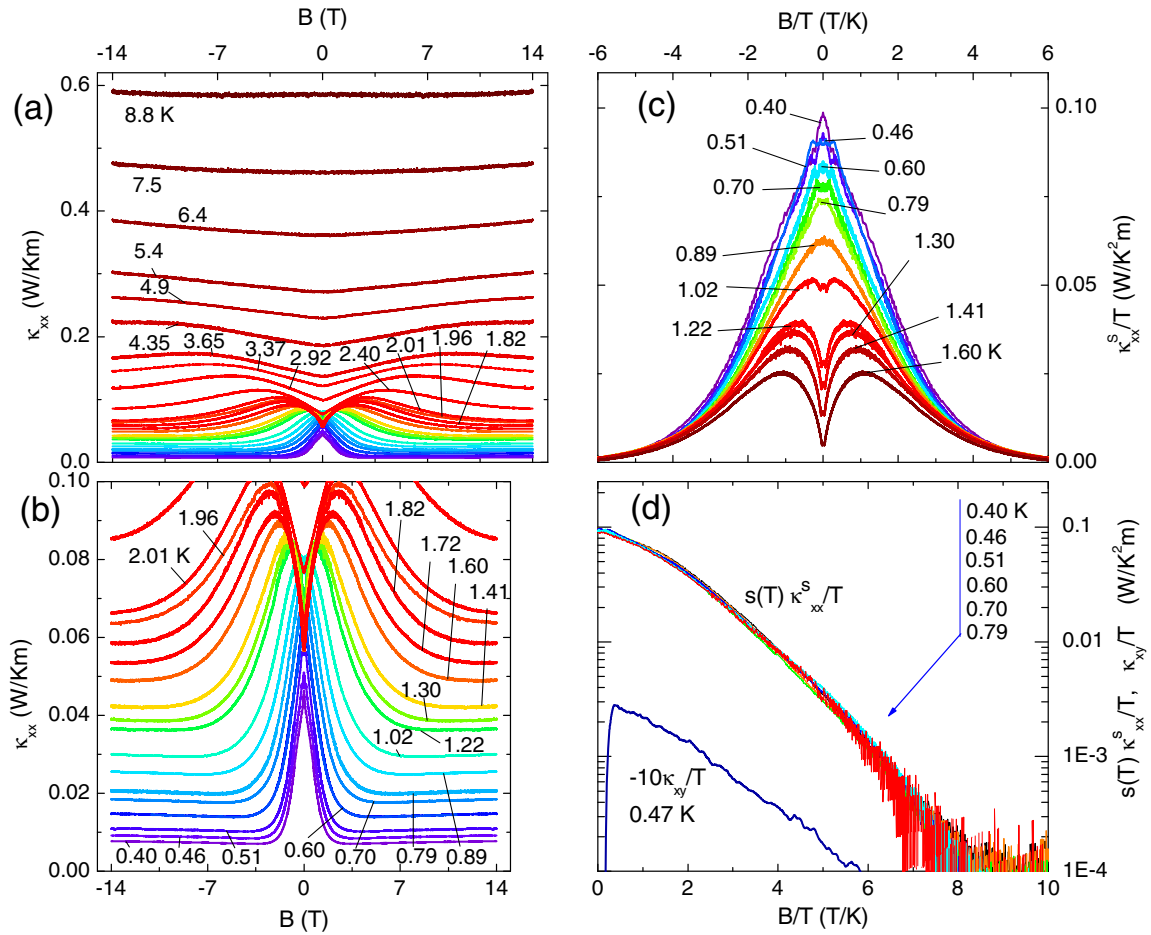 B (T)
-14 -7 0 7 14
(a)
κxx (W/Km)
0.6
0.4
0.2
0.0
8.8 K
7.5
6.4
5.4
4.9
4.35
3.65
3.37
2.92
2.40
2.01
1.96
1.82
B/T (T/K)
-6 -4 -2 0 2 4 6
(c)
0.40
0.46
0.51
0.60
0.70
0.79
0.89
1.30
1.02
1.41
1.22
1.60 K
0.10
0.05
0.00
κˢxx/T (W/K²m)
(b)
κxx (W/Km)
0.10
0.08
0.06
0.04
0.02
0.00
1.96
2.01 K
1.82
1.72
1.60
1.41
1.30
1.22
1.02
0.40 0.46 0.51 0.60 0.70 0.79 0.89
-14 -7 0 7 14
B (T)
(d)
0.40 K
0.46
0.51
0.60
0.70
0.79
s(T) κˢxx/T
-10κxy/T
0.47 K
0.1
0.01
1E-3
1E-4
s(T) κˢxx/T, κxy/T (W/K²m)
0 2 4 6 8 10
B/T (T/K)